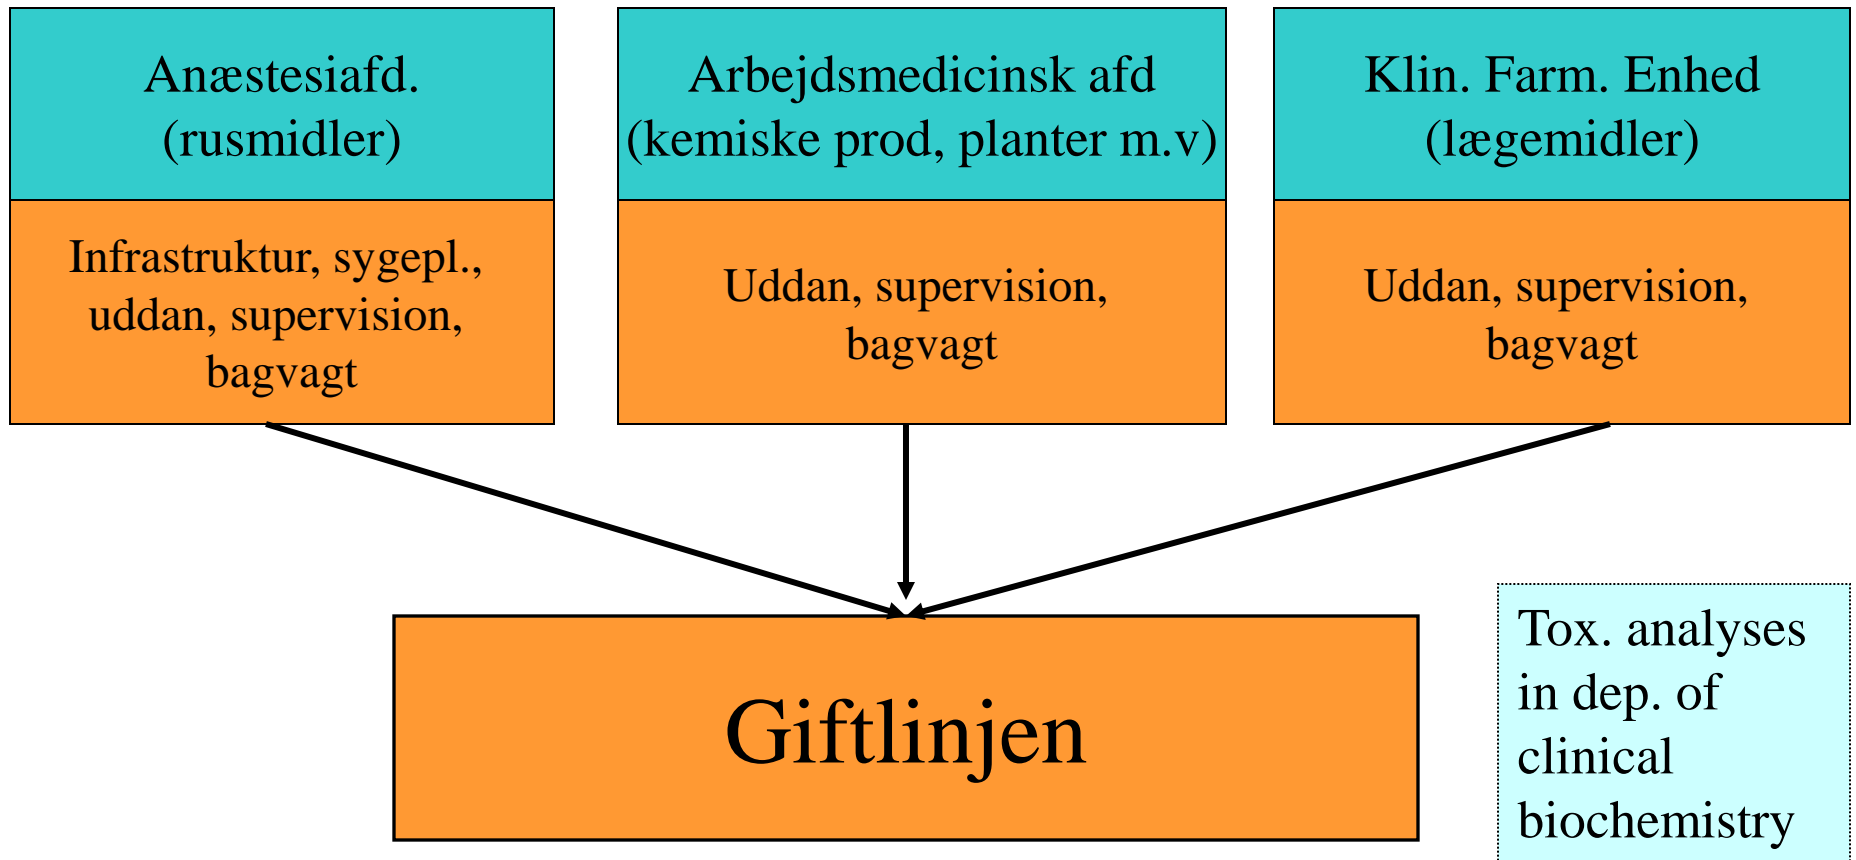 Anæstesiafd.
(rusmidler)
Infrastruktur, sygepl.,
uddan, supervision,
bagvagt
Arbejdsmedicinsk afd
(kemiske prod, planter m.v)
Uddan, supervision,
bagvagt
Klin. Farm. Enhed
(lægemidler)
Uddan, supervision,
bagvagt
Giftlinjen
Tox. analyses
in dep. of
clinical
biochemistry